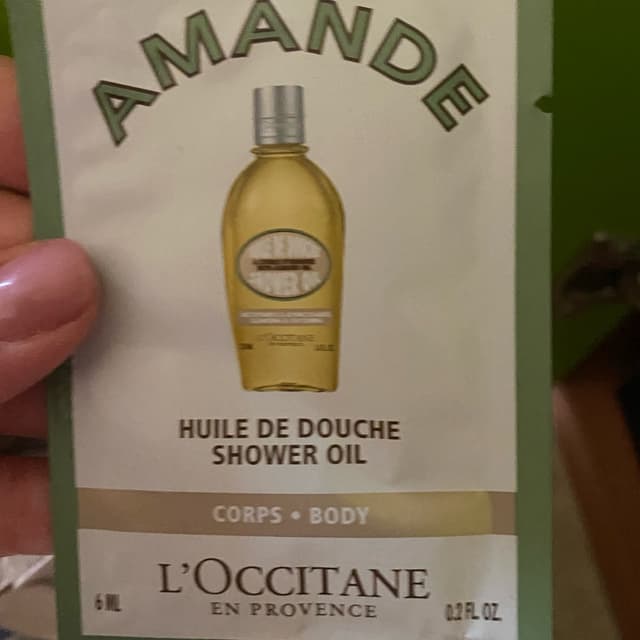 AMANDE
HUILE DE DOUCHE
SHOWER OIL
CORPS • BODY
L'OCCITANE
EN PROVENCE
6 ML
0.2 FL OZ.